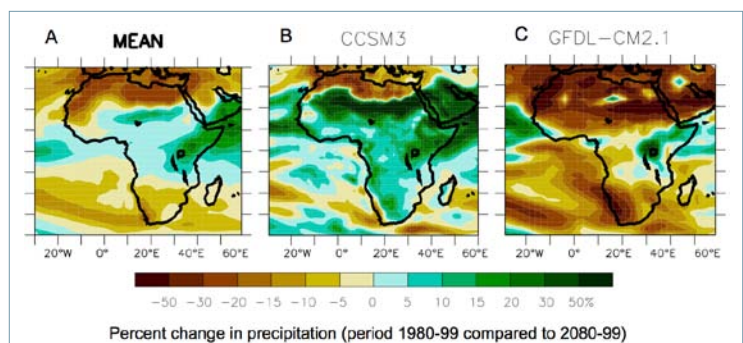 A MEAN B CCSM3 C GFDL-CM2.1
20°W 0° 20°E 40°E 60°E 20°W 0° 20°E 40°E 60°E 20°W 0° 20°E 40°E 60°E
-50 -30 -20 -15 -10 -5 0 5 10 15 20 30 50%
Percent change in precipitation (period 1980-99 compared to 2080-99)